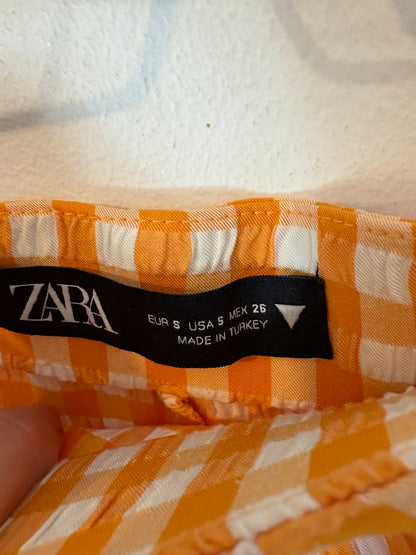 ZARA
EUR S USA S MEX 26
MADE IN TURKEY